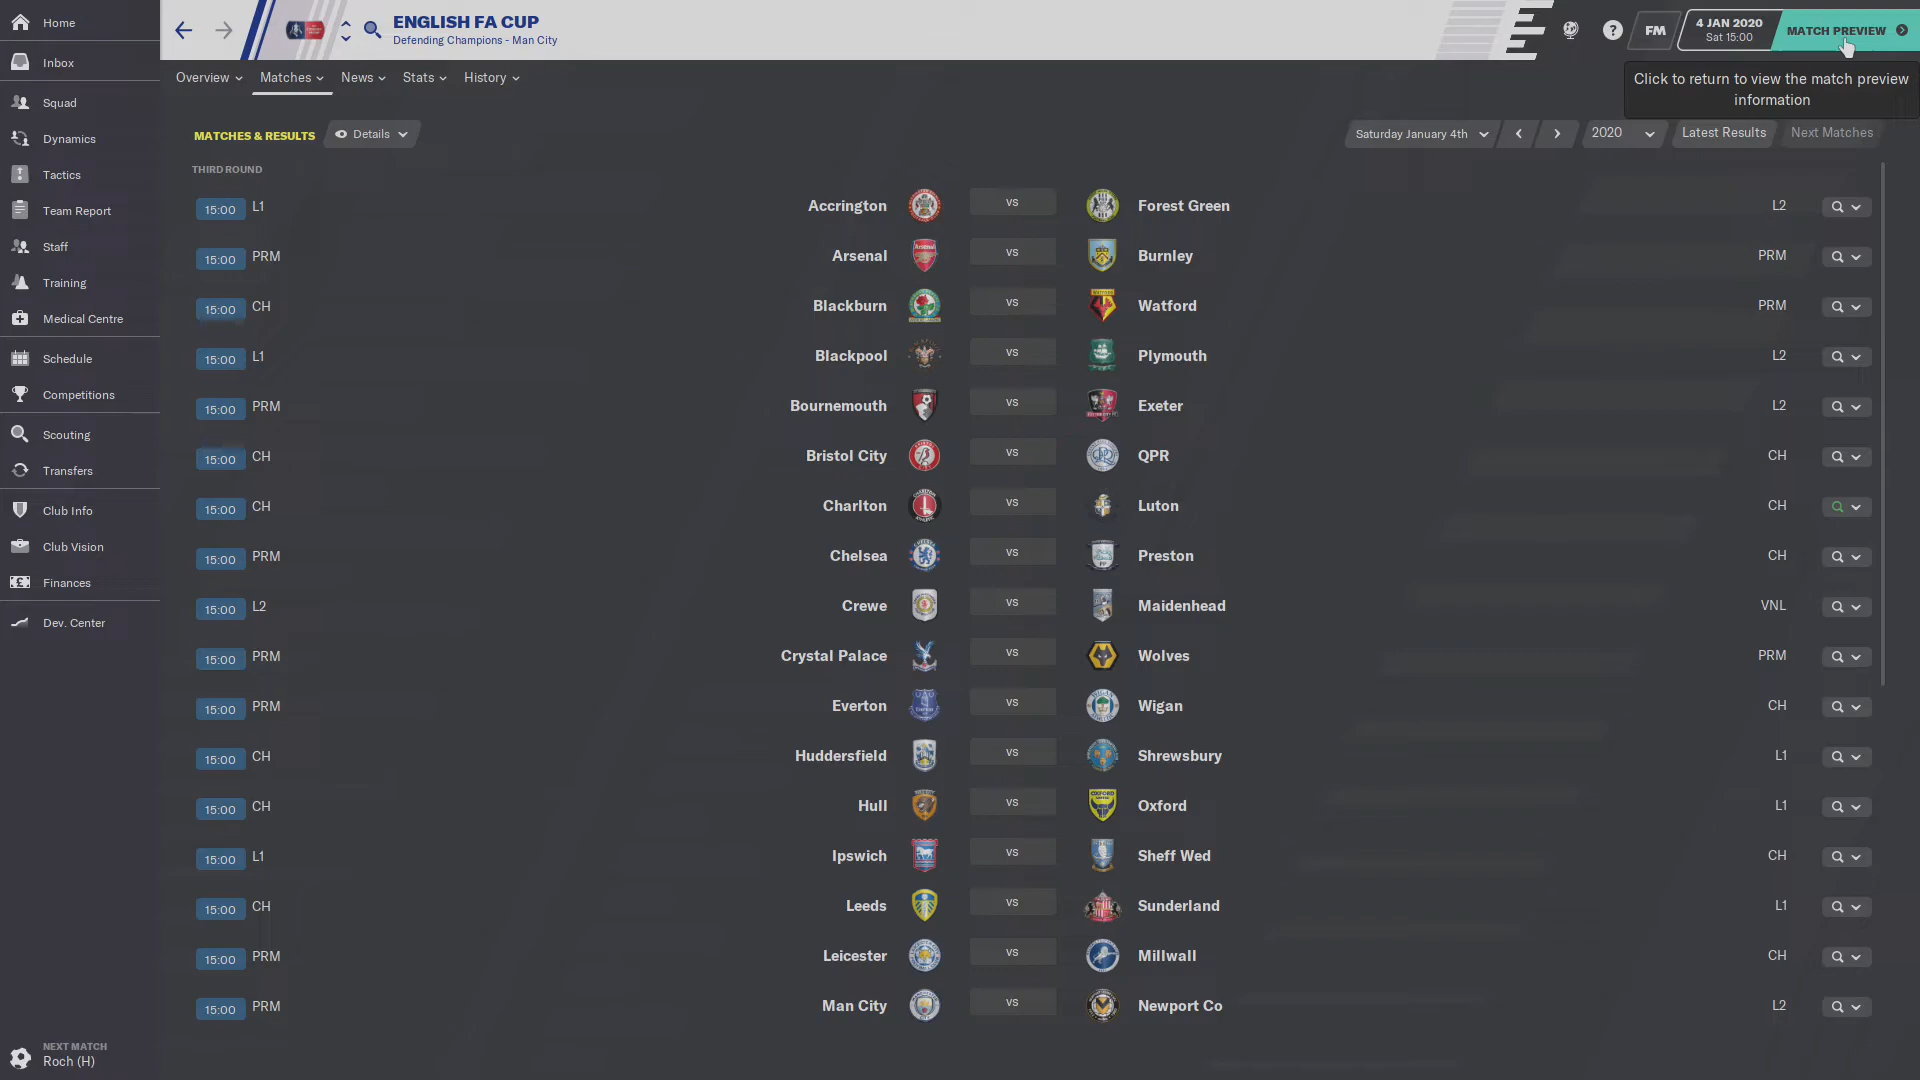 Home
Inbox
Squad
Dynamics
Tactics
Team Report
Staff
Training
Medical Centre
Schedule
Competitions
Scouting
Transfers
Club Info
Club Vision
Finances
Dev. Center
NEXT MATCH
Roch (H)
ENGLISH FA CUP
Defending Champions - Man City
FM
4 JAN 2020
Sat 15:00
MATCH PREVIEW
Click to return to view the match preview
information
Overview Matches News Stats History
MATCHES & RESULTS Details
Saturday January 4th 2020 Latest Results Next Matches
THIRD ROUND
15:00 L1 Accrington vs Forest Green L2
15:00 PRM Arsenal vs Burnley PRM
15:00 CH Blackburn vs Watford PRM
15:00 L1 Blackpool vs Plymouth L2
15:00 PRM Bournemouth vs Exeter L2
15:00 CH Bristol City vs QPR CH
15:00 CH Charlton vs Luton CH
15:00 PRM Chelsea vs Preston CH
15:00 L2 Crewe vs Maidenhead VNL
15:00 PRM Crystal Palace vs Wolves PRM
15:00 PRM Everton vs Wigan CH
15:00 CH Huddersfield vs Shrewsbury L1
15:00 CH Hull vs Oxford L1
15:00 L1 Ipswich vs Sheff Wed CH
15:00 CH Leeds vs Sunderland L1
15:00 PRM Leicester vs Millwall CH
15:00 PRM Man City vs Newport Co L2